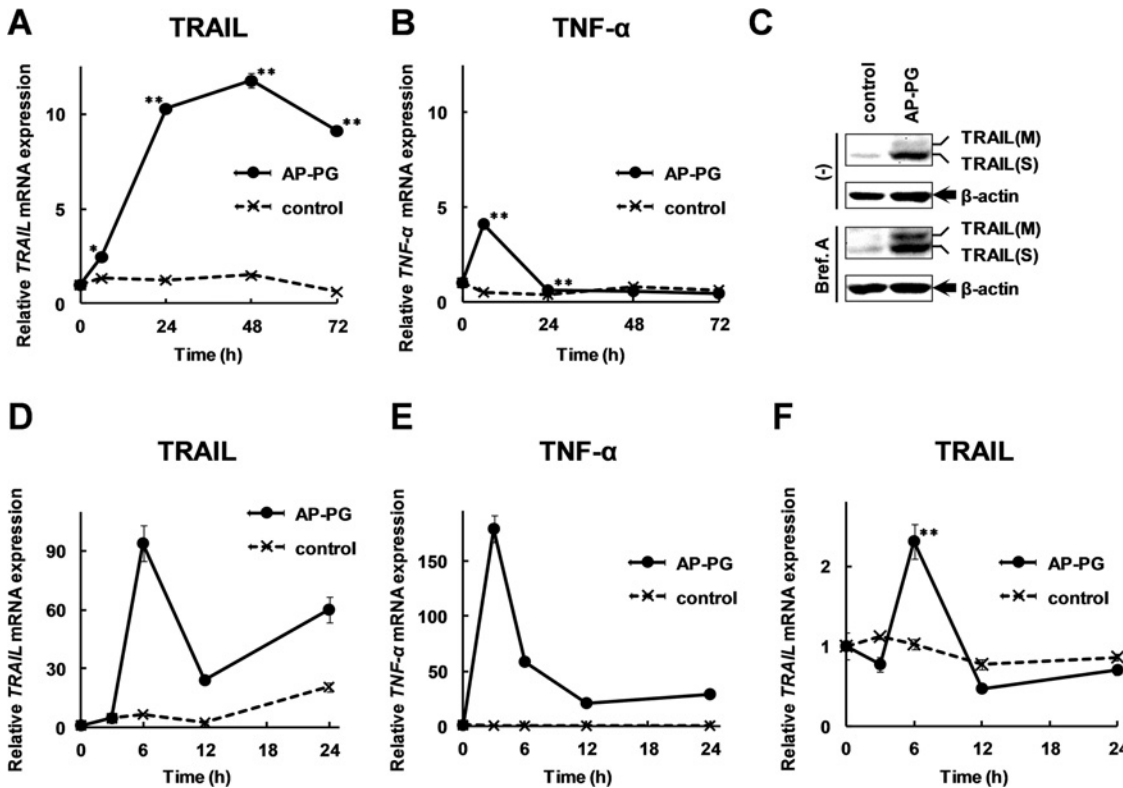 A
TRAIL
Relative TRAIL mRNA expression
10
5
0
0 24 48 72
Time (h)
*
**
**
**
AP-PG
control
B
TNF-α
Relative TNF-α mRNA expression
10
5
0
0 24 48 72
Time (h)
**
**
AP-PG
control
C
control
AP-PG
(-)
TRAIL(M)
TRAIL(S)
β-actin
Bref. A
TRAIL(M)
TRAIL(S)
β-actin
D
TRAIL
Relative TRAIL mRNA expression
90
60
30
0
0 6 12 18 24
Time (h)
AP-PG
control
E
TNF-α
Relative TNF-α mRNA expression
150
100
50
0
0 6 12 18 24
Time (h)
AP-PG
control
F
TRAIL
Relative TRAIL mRNA expression
2
1
0
0 6 12 18 24
Time (h)
**
AP-PG
control